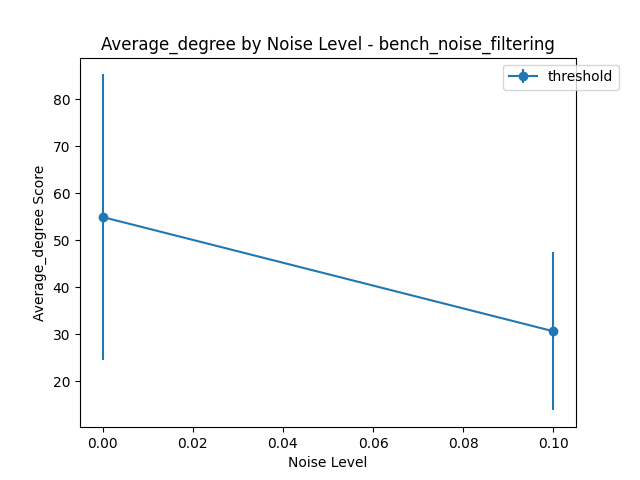 Average_degree by Noise Level - bench_noise_filtering
threshold
Average_degree Score
80
70
60
50
40
30
20
0.00 0.02 0.04 0.06 0.08 0.10
Noise Level